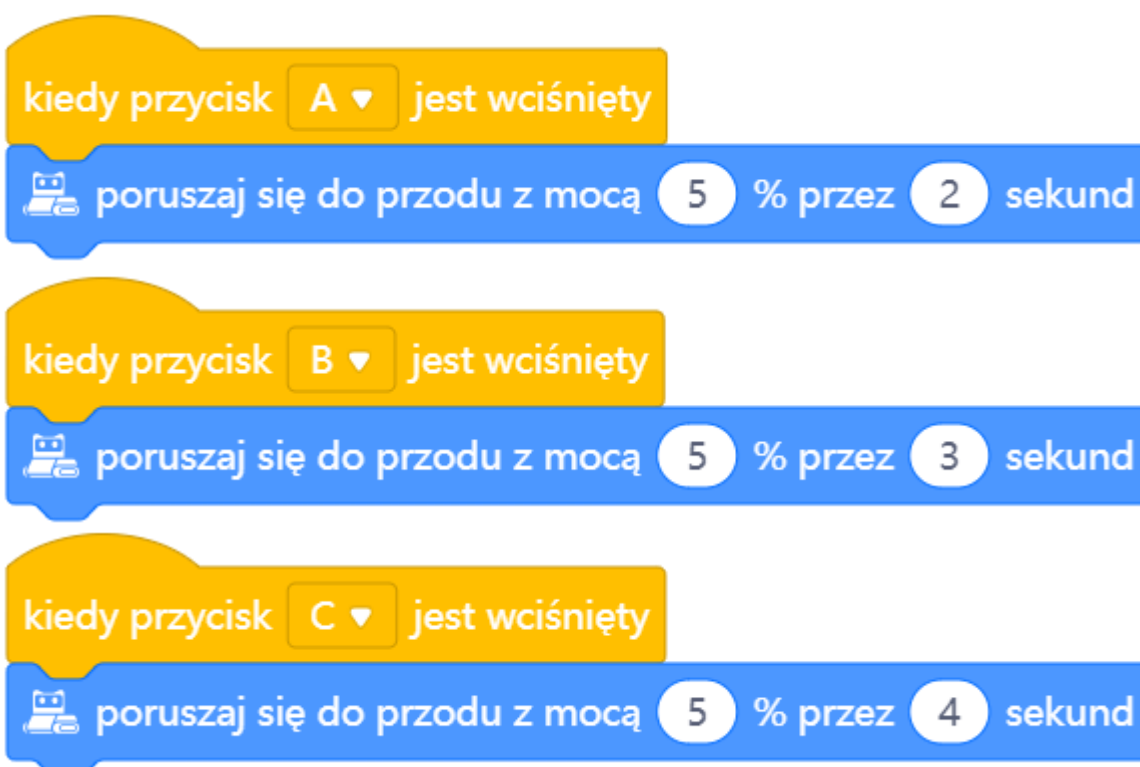 kiedy przycisk A jest wciśnięty
poruszaj się do przodu z mocą 5 % przez 2 sekund
kiedy przycisk B jest wciśnięty
poruszaj się do przodu z mocą 5 % przez 3 sekund
kiedy przycisk C jest wciśnięty
poruszaj się do przodu z mocą 5 % przez 4 sekund